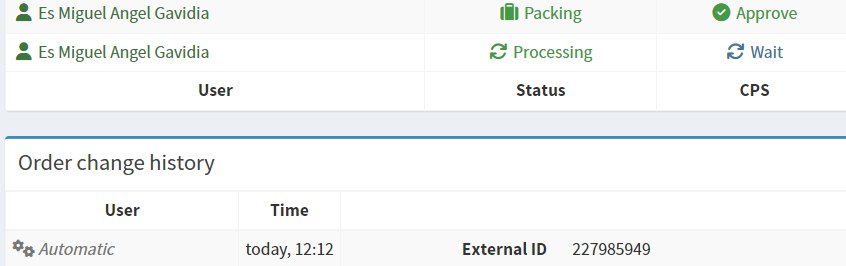 Es Miguel Angel Gavidia Packing Approve
Es Miguel Angel Gavidia Processing Wait
User Status CPS
Order change history
User Time
Automatic today, 12:12 External ID 227985949